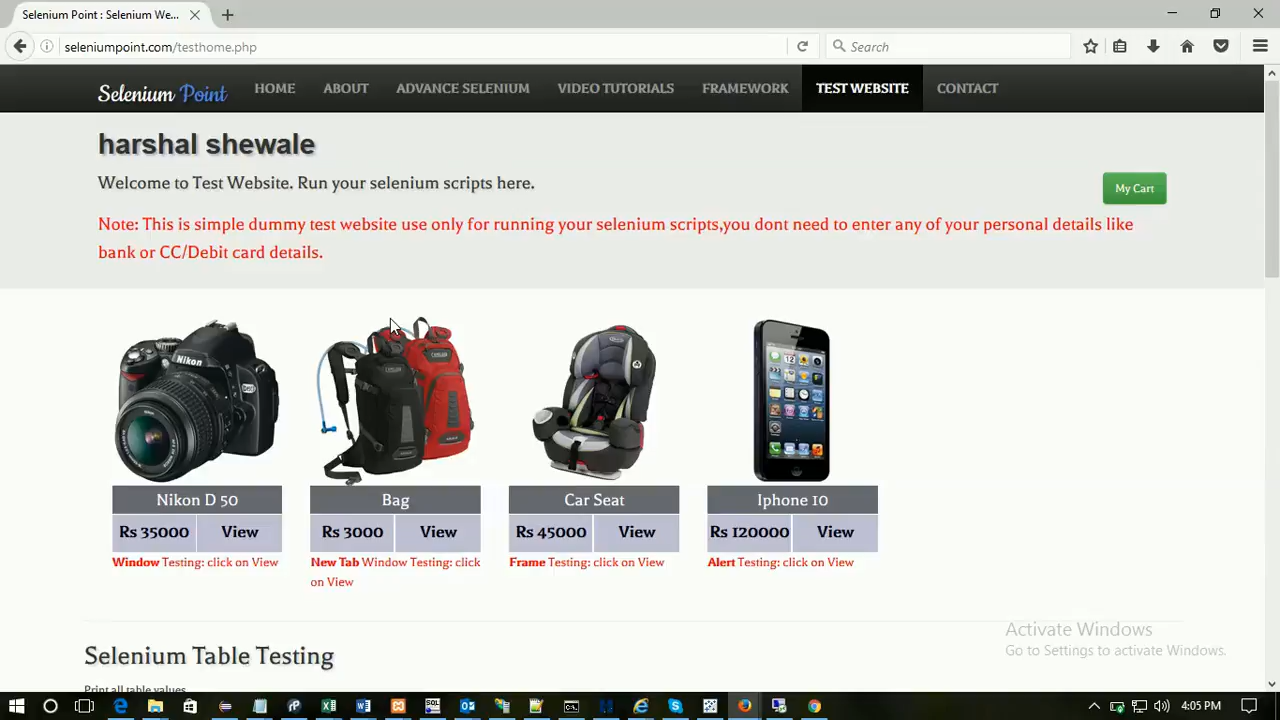 Selenium Point : Selenium We...
seleniumpoint.com/testhome.php
Search
Selenium Point
HOME
ABOUT
ADVANCE SELENIUM
VIDEO TUTORIALS
FRAMEWORK
TEST WEBSITE
CONTACT
harshal shewale
Welcome to Test Website. Run your selenium scripts here.
My Cart
Note: This is simple dummy test website use only for running your selenium scripts,you dont need to enter any of your personal details like
bank or CC/Debit card details.
Nikon
Nikon D 50
Rs 35000
View
Window Testing: click on View
Bag
Rs 3000
View
New Tab Window Testing: click
on View
Car Seat
Rs 45000
View
Frame Testing: click on View
Iphone 10
Rs 120000
View
Alert Testing: click on View
Activate Windows
Go to Settings to activate Windows.
Selenium Table Testing
Print all table values
4:05 PM